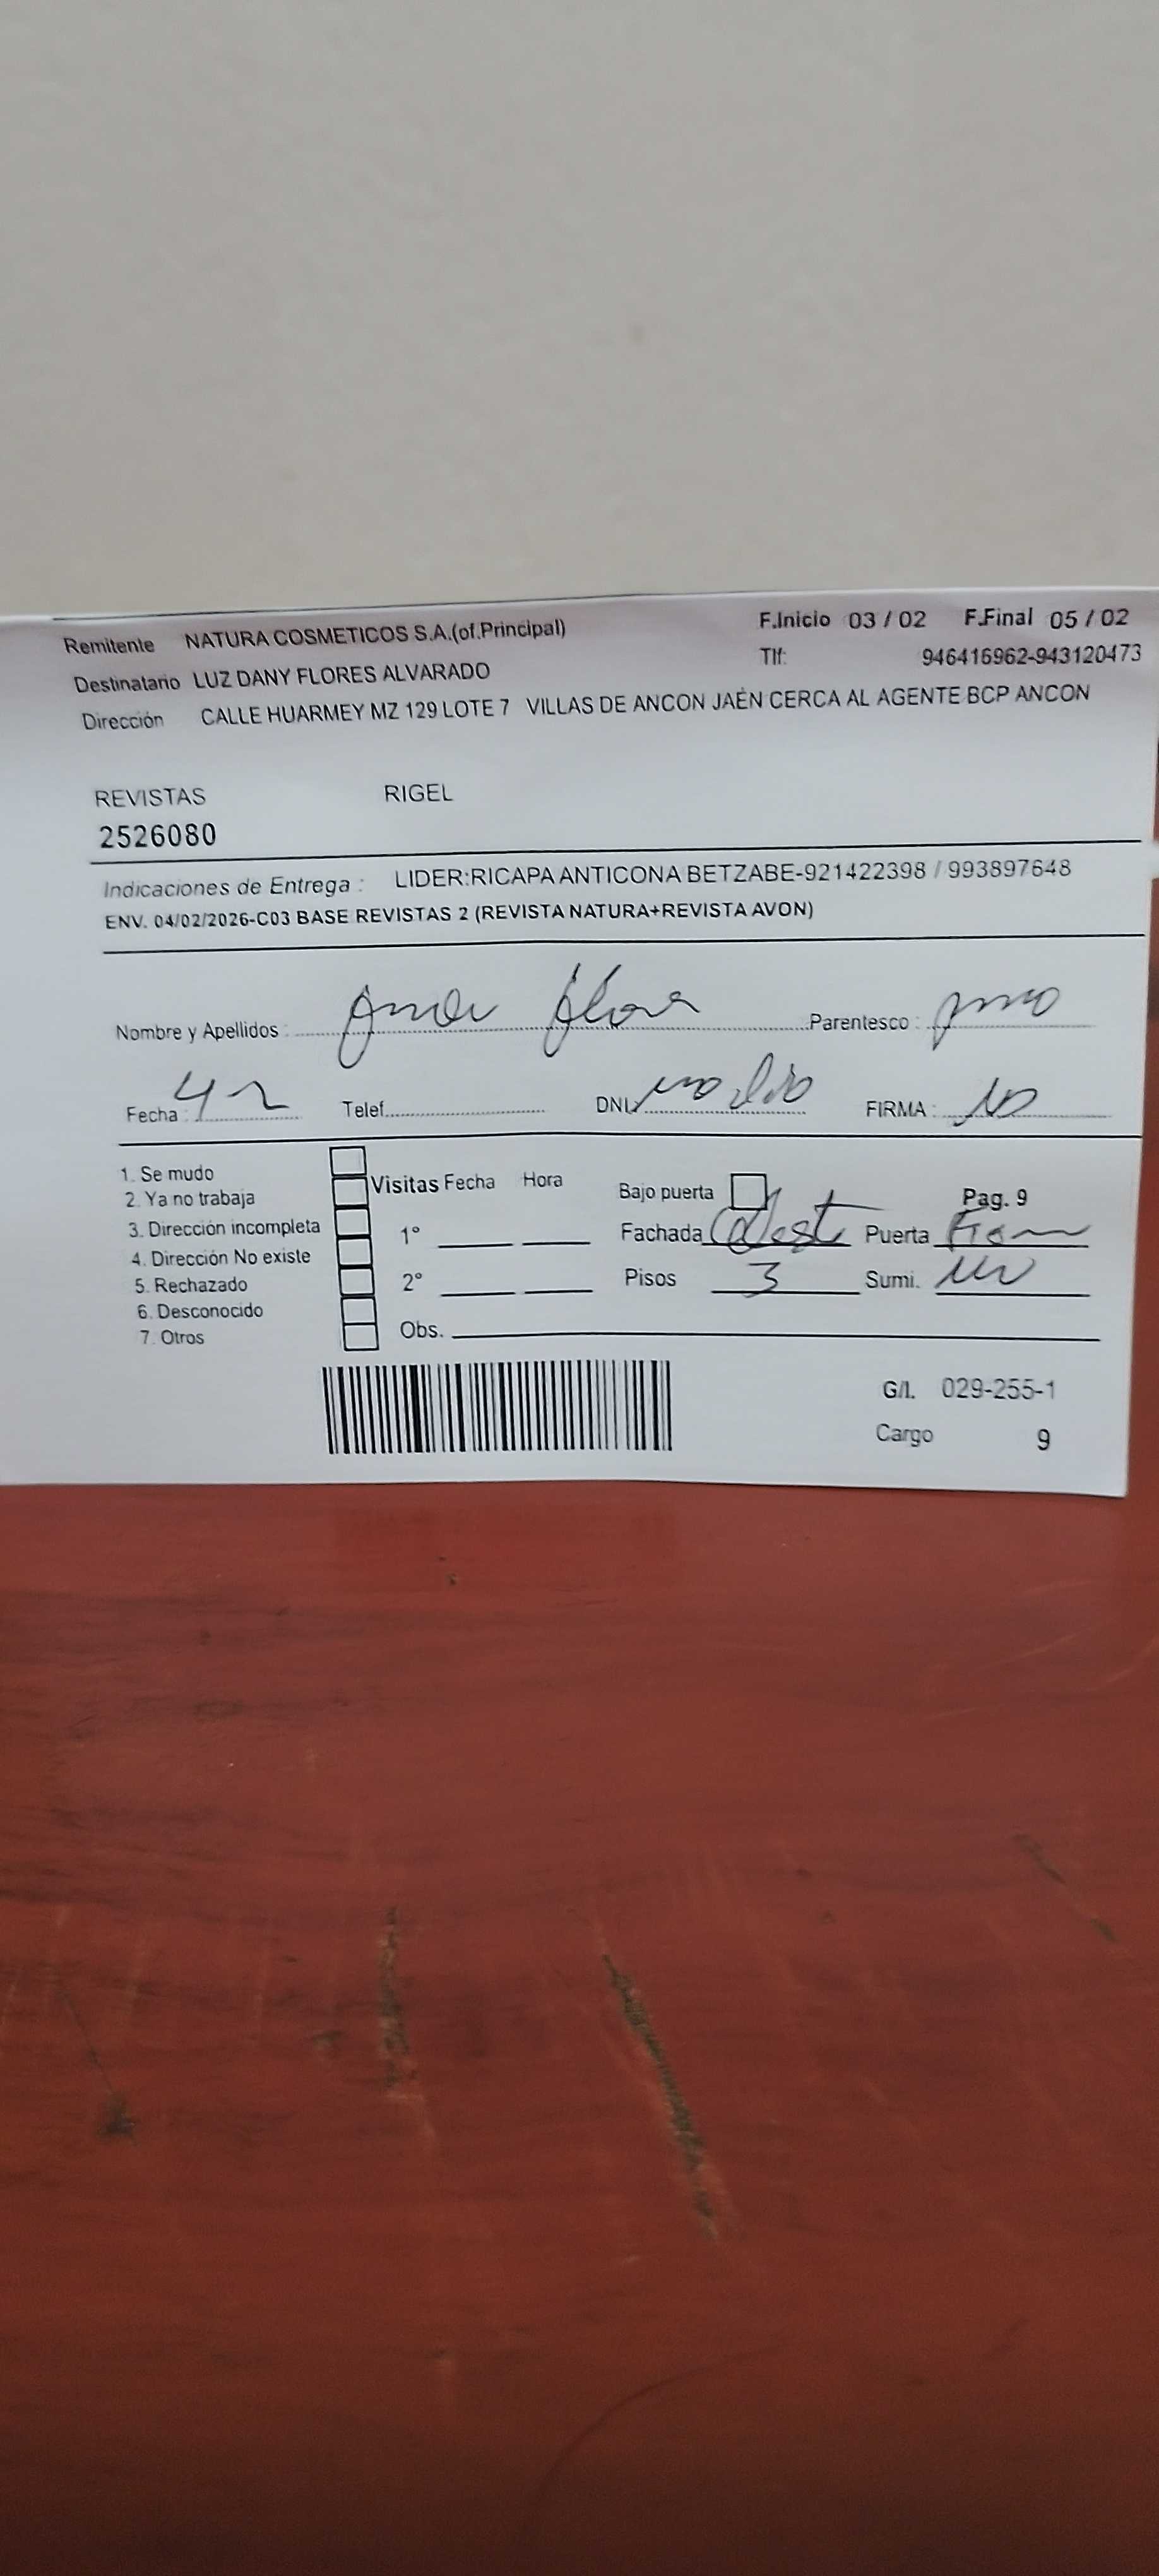 Remitente NATURA COSMETICOS S.A.(of.Principal) F.Inicio 03 / 02 F.Final 05 / 02
Destinatario LUZ DANY FLORES ALVARADO Tlf: 946416962-943120473
Dirección CALLE HUARMEY MZ 129 LOTE 7 VILLAS DE ANCON JAÉN CERCA AL AGENTE BCP ANCON
REVISTAS RIGEL
2526080
Indicaciones de Entrega : LIDER:RICAPA ANTICONA BETZABE-921422398 / 993897648
ENV. 04/02/2026-C03 BASE REVISTAS 2 (REVISTA NATURA+REVISTA AVON)
Nombre y Apellidos : Parentesco :
Fecha : 4 2 Telef. DNI. FIRMA :
1. Se mudo
2. Ya no trabaja Visitas Fecha Hora Bajo puerta Pag. 9
3. Dirección incompleta 1° Fachada Celest Puerta
4. Dirección No existe
5. Rechazado 2° Pisos 3 Sumi.
6. Desconocido
7. Otros Obs.
G/I. 029-255-1
Cargo 9